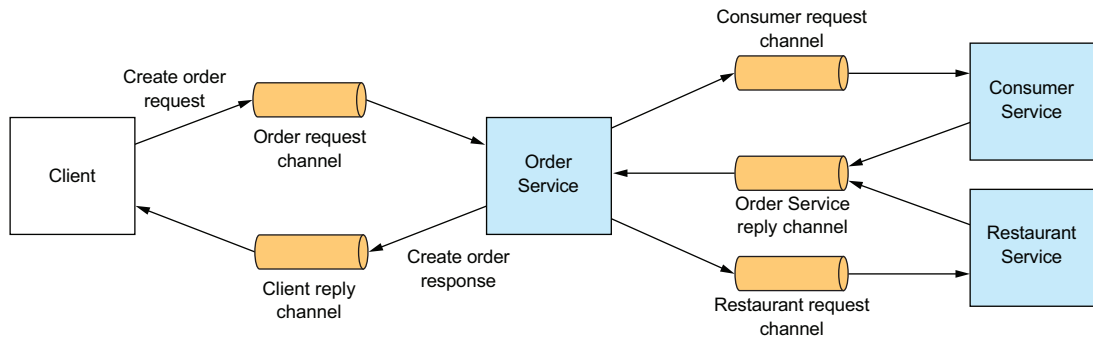 Client
Create order
request
Order request
channel
Client reply
channel
Create order
response
Order
Service
Consumer request
channel
Order Service
reply channel
Restaurant request
channel
Consumer
Service
Restaurant
Service